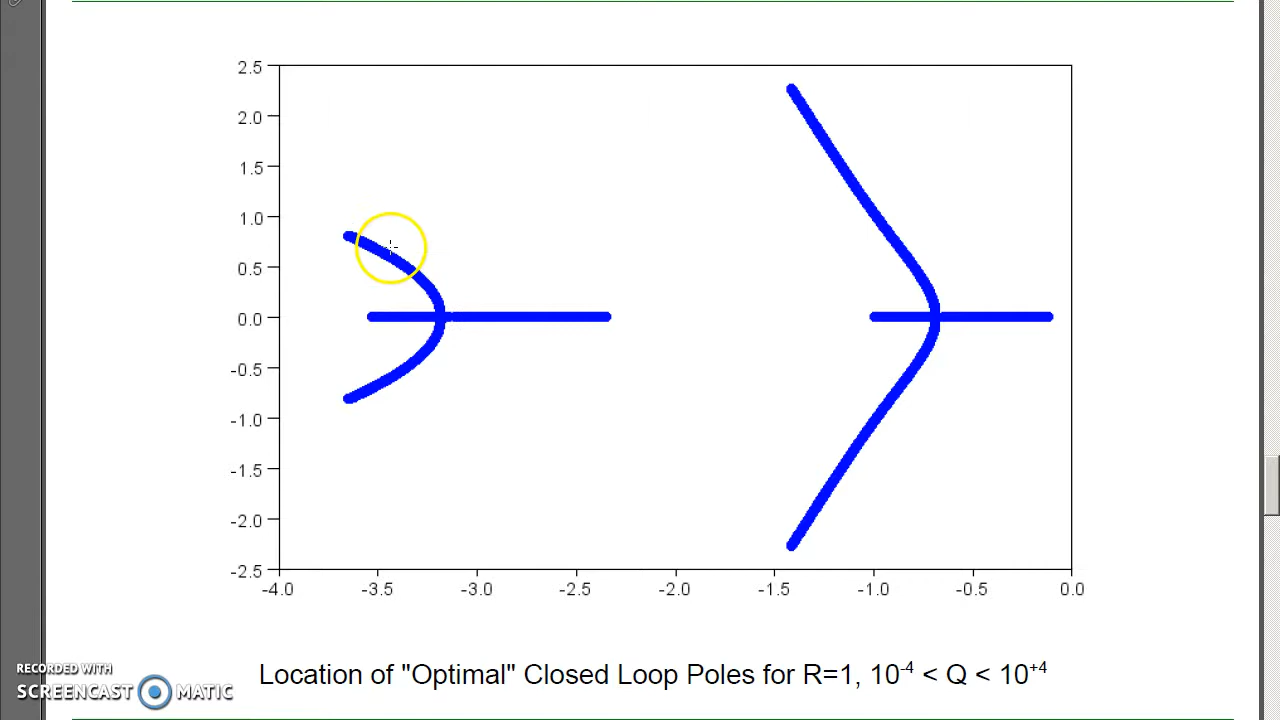 2.5
2.0
1.5
1.0
0.5
0.0
-0.5
-1.0
-1.5
-2.0
-2.5
-4.0 -3.5 -3.0 -2.5 -2.0 -1.5 -1.0 -0.5 0.0
Location of "Optimal" Closed Loop Poles for R=1, 10⁻⁴ < Q < 10⁺⁴
RECORDED WITH
SCREENCAST MATIC